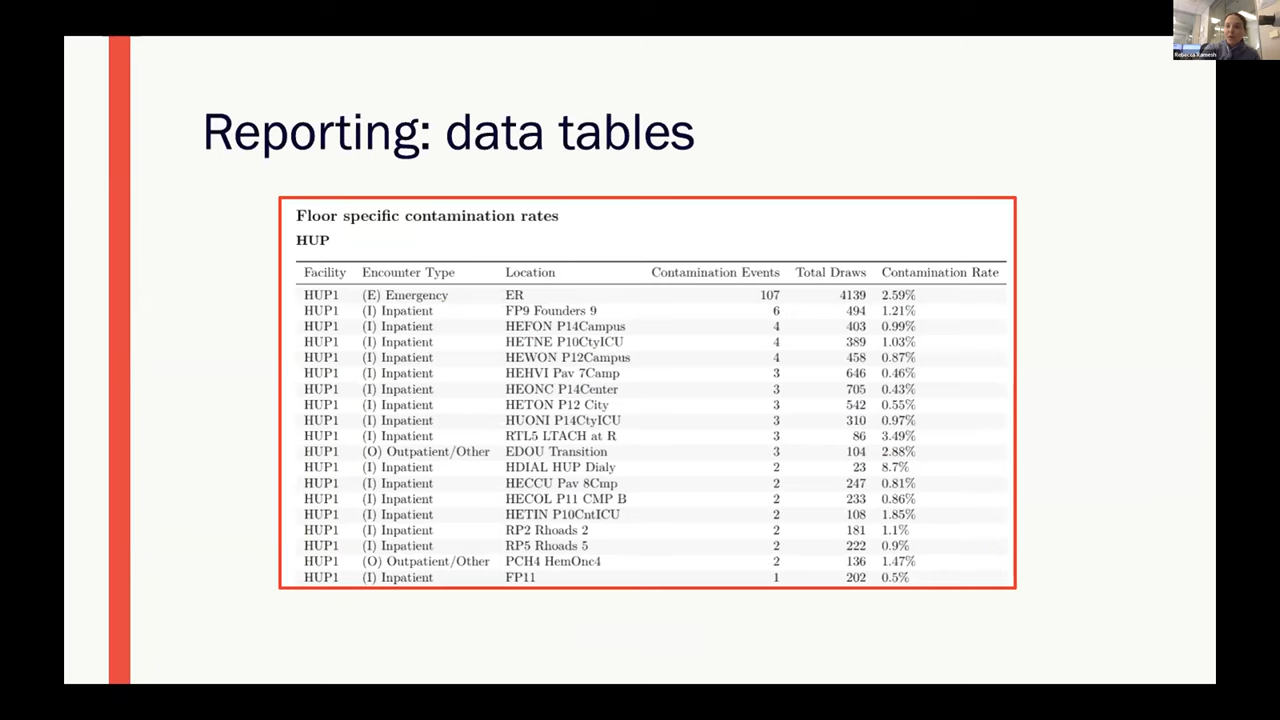 Rebecca Ramesh
Reporting: data tables
Floor specific contamination rates
HUP
Facility Encounter Type Location Contamination Events Total Draws Contamination Rate
HUP1 (E) Emergency ER 107 4139 2.59%
HUP1 (I) Inpatient FP9 Founders 9 6 494 1.21%
HUP1 (I) Inpatient HEFON P14Campus 4 403 0.99%
HUP1 (I) Inpatient HETNE P10CtyICU 4 389 1.03%
HUP1 (I) Inpatient HEWON P12Campus 4 458 0.87%
HUP1 (I) Inpatient HEHVI Pav 7Camp 3 646 0.46%
HUP1 (I) Inpatient HEONC P14Center 3 705 0.43%
HUP1 (I) Inpatient HETON P12 City 3 542 0.55%
HUP1 (I) Inpatient HUONI P14CtyICU 3 310 0.97%
HUP1 (I) Inpatient RTL5 LTACH at R 3 86 3.49%
HUP1 (O) Outpatient/Other EDOU Transition 3 104 2.88%
HUP1 (I) Inpatient HDIAL HUP Dialy 2 23 8.7%
HUP1 (I) Inpatient HECCU Pav 8Cmp 2 247 0.81%
HUP1 (I) Inpatient HECOL P11 CMP B 2 233 0.86%
HUP1 (I) Inpatient HETIN P10CntICU 2 108 1.85%
HUP1 (I) Inpatient RP2 Rhoads 2 2 181 1.1%
HUP1 (I) Inpatient RP5 Rhoads 5 2 222 0.9%
HUP1 (O) Outpatient/Other PCH4 HemOnc4 2 136 1.47%
HUP1 (I) Inpatient FP11 1 202 0.5%